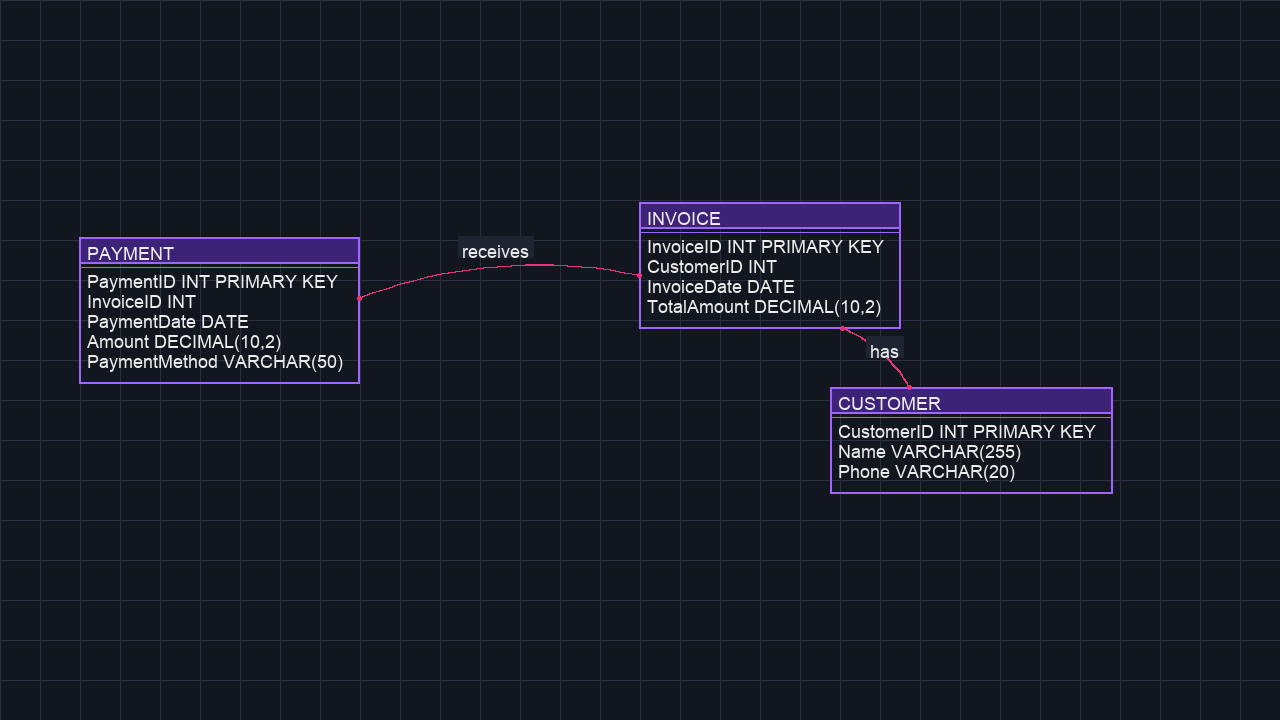 PAYMENT
PaymentID INT PRIMARY KEY
InvoiceID INT
PaymentDate DATE
Amount DECIMAL(10,2)
PaymentMethod VARCHAR(50)
receives
INVOICE
InvoiceID INT PRIMARY KEY
CustomerID INT
InvoiceDate DATE
TotalAmount DECIMAL(10,2)
has
CUSTOMER
CustomerID INT PRIMARY KEY
Name VARCHAR(255)
Phone VARCHAR(20)